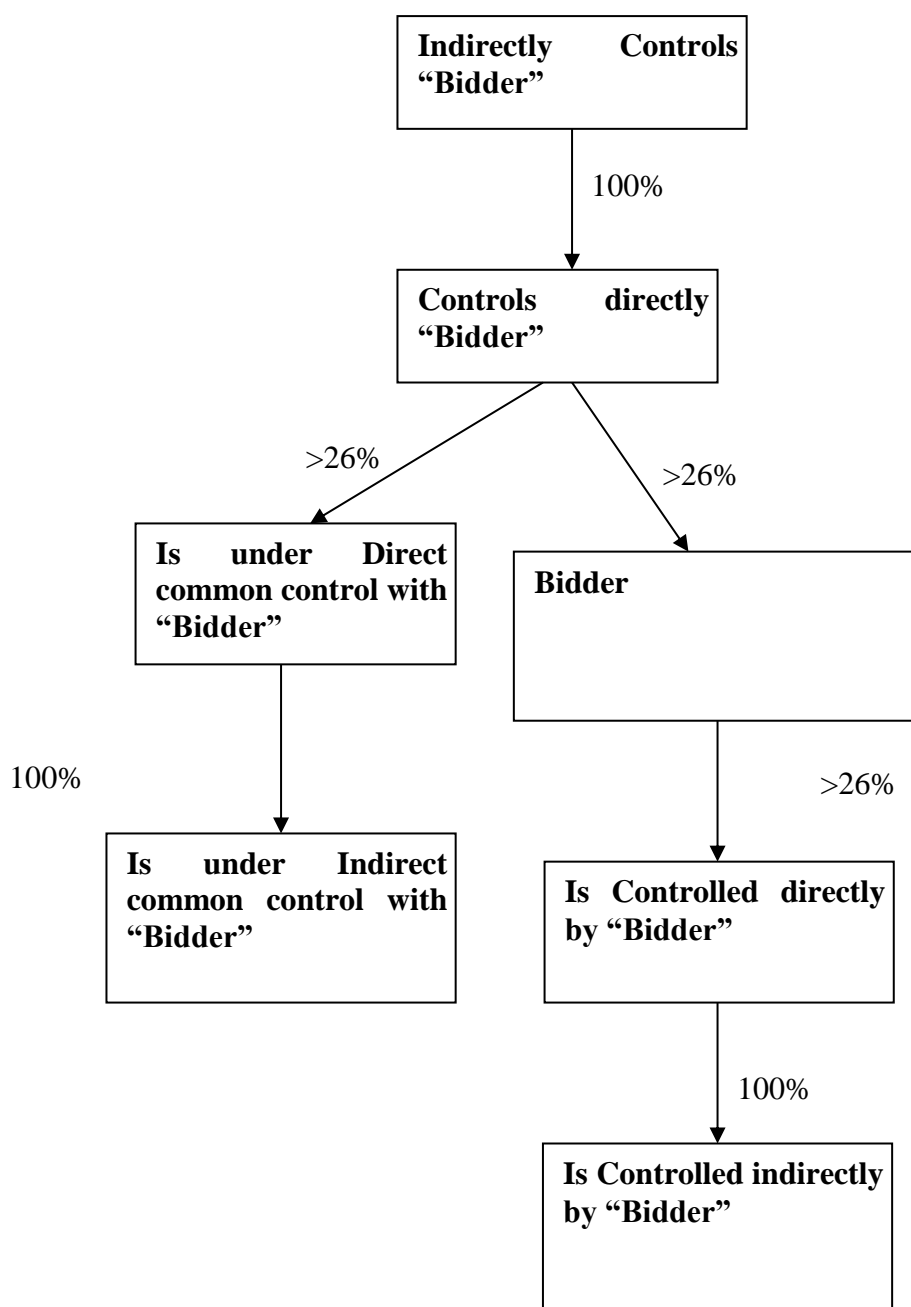 Indirectly Controls
“Bidder”
100%
Controls directly
“Bidder”
>26%
>26%
Is under Direct
common control with
“Bidder”
Bidder
100%
>26%
Is under Indirect
common control with
“Bidder”
Is Controlled directly
by “Bidder”
100%
Is Controlled indirectly
by “Bidder”